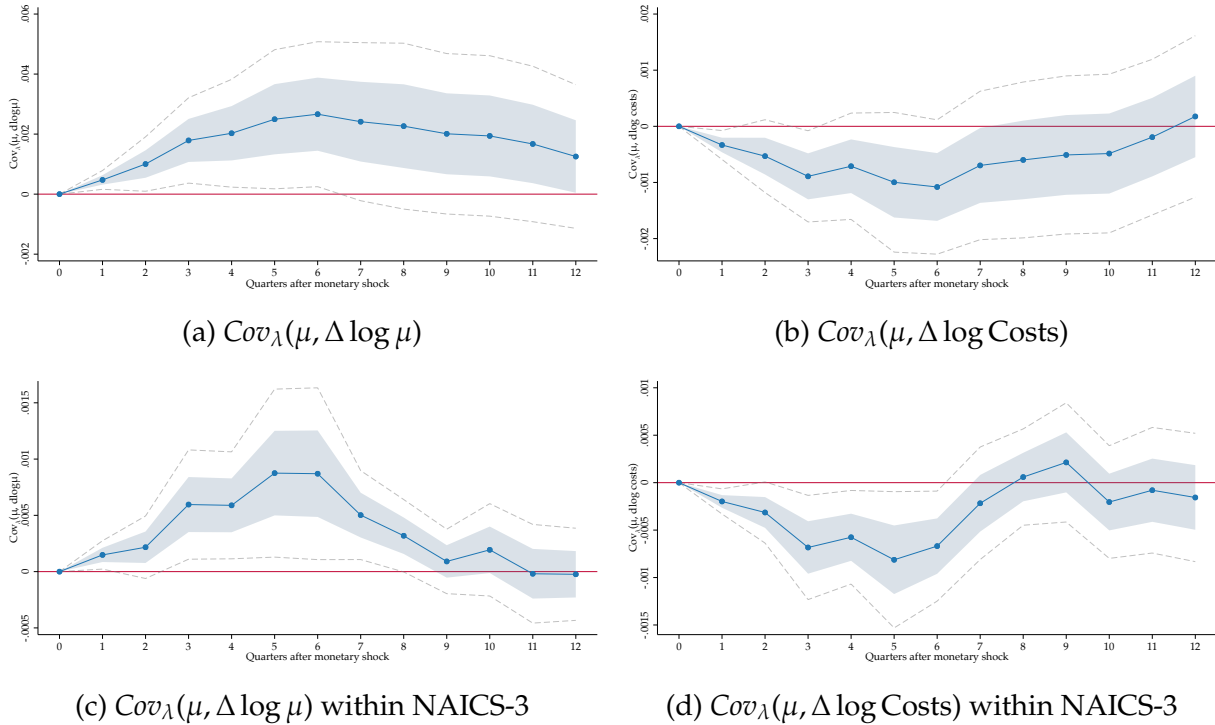 .006
.004
.002
0
-.002
Cov_λ(μ, dlogμ)
0 1 2 3 4 5 6 7 8 9 10 11 12
Quarters after monetary shock
(a) Cov_λ(μ, Δ log μ)
.002
.001
0
-.001
-.002
Cov_λ(μ, dlog costs)
0 1 2 3 4 5 6 7 8 9 10 11 12
Quarters after monetary shock
(b) Cov_λ(μ, Δ log Costs)
.0015
.001
.0005
0
-.0005
Cov_λ(μ, dlogμ)
0 1 2 3 4 5 6 7 8 9 10 11 12
Quarters after monetary shock
(c) Cov_λ(μ, Δ log μ) within NAICS-3
.001
.0005
0
-.0005
-.001
-.0015
Cov_λ(μ, dlog costs)
0 1 2 3 4 5 6 7 8 9 10 11 12
Quarters after monetary shock
(d) Cov_λ(μ, Δ log Costs) within NAICS-3